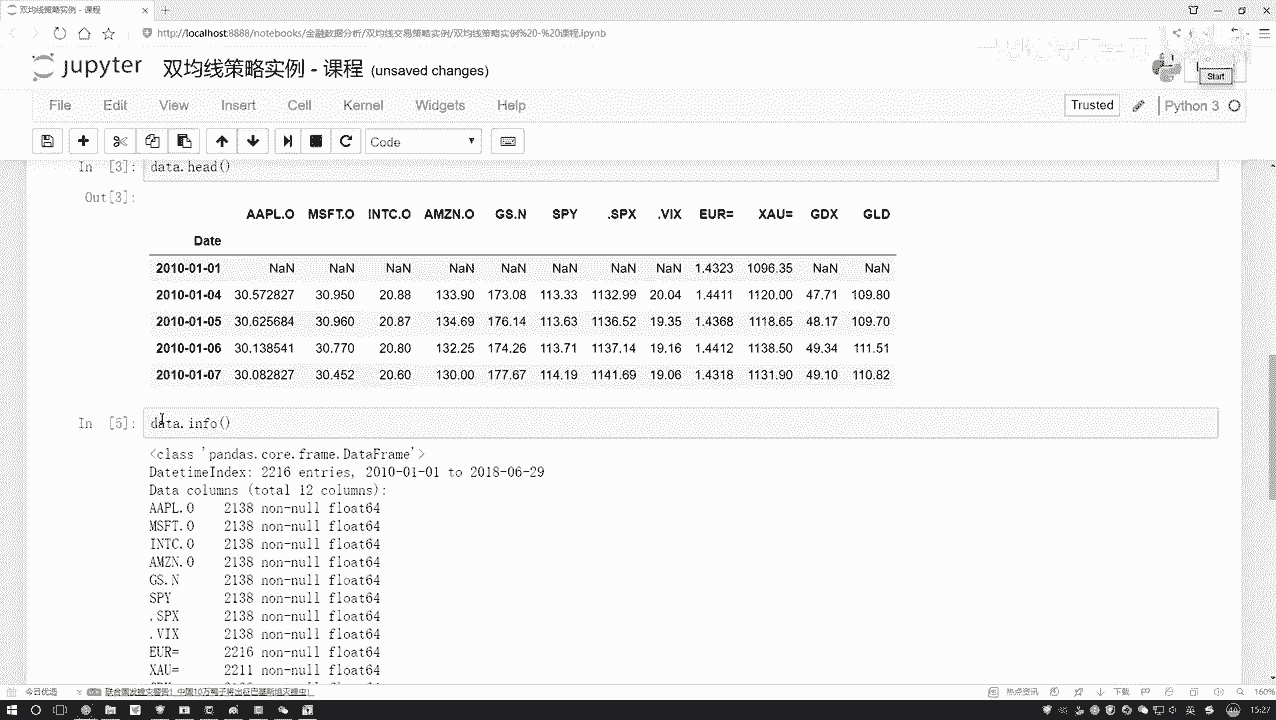 双均线策略实例 - 课程
http://localhost:8888/notebooks/金融数据分析/双均线交易策略实例/双均线策略实例%20-%20课程.ipynb
jupyter 双均线策略实例 - 课程 (unsaved changes)
Start
File Edit View Insert Cell Kernel Widgets Help Trusted Python 3
Code
In [3]: data.head()
Out[3]:
AAPL.O MSFT.O INTC.O AMZN.O GS.N SPY .SPX .VIX EUR= XAU= GDX GLD
Date
2010-01-01 NaN NaN NaN NaN NaN NaN NaN NaN 1.4323 1096.35 NaN NaN
2010-01-04 30.572827 30.950 20.88 133.90 173.08 113.33 1132.99 20.04 1.4411 1120.00 47.71 109.80
2010-01-05 30.625684 30.960 20.87 134.69 176.14 113.63 1136.52 19.35 1.4368 1118.65 48.17 109.70
2010-01-06 30.138541 30.770 20.80 132.25 174.26 113.71 1137.14 19.16 1.4412 1138.50 49.34 111.51
2010-01-07 30.082827 30.452 20.60 130.00 177.67 114.19 1141.69 19.06 1.4318 1131.90 49.10 110.82
In [5]: data.info()
<class 'pandas.core.frame.DataFrame'>
DatetimeIndex: 2216 entries, 2010-01-01 to 2018-06-29
Data columns (total 12 columns):
AAPL.O 2138 non-null float64
MSFT.O 2138 non-null float64
INTC.O 2138 non-null float64
AMZN.O 2138 non-null float64
GS.N 2138 non-null float64
SPY 2138 non-null float64
.SPX 2138 non-null float64
.VIX 2138 non-null float64
EUR= 2216 non-null float64
XAU= 2211 non-null float64
今日优选
热点资讯 下载 160%
英 15:27